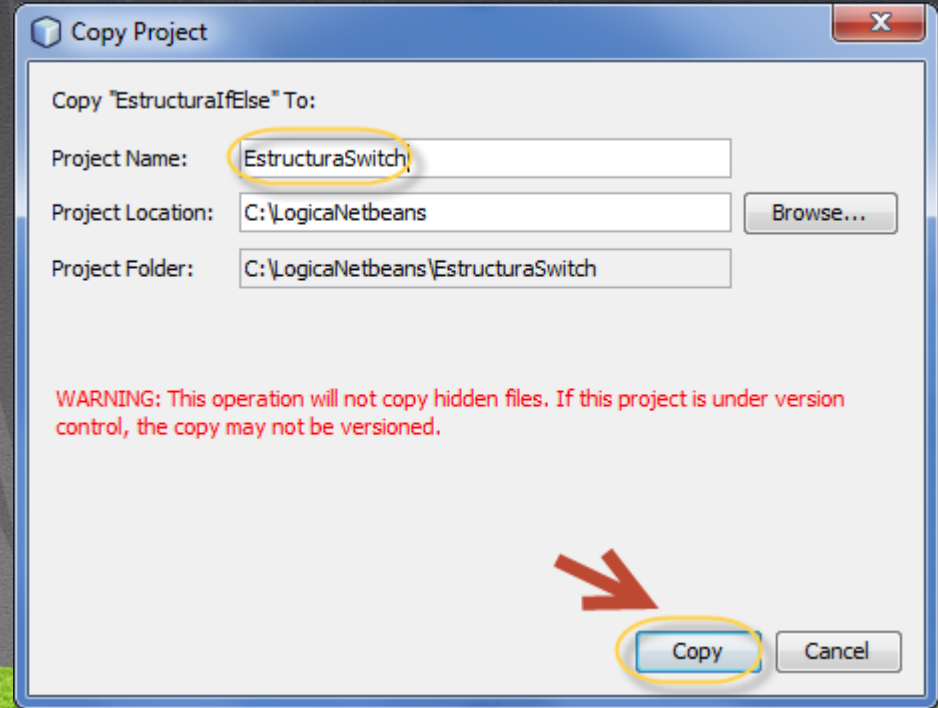 Copy Project
Copy "EstructuraIfElse" To:
Project Name: EstructuraSwitch
Project Location: C:\LogicaNetbeans Browse...
Project Folder: C:\LogicaNetbeans\EstructuraSwitch
WARNING: This operation will not copy hidden files. If this project is under version
control, the copy may not be versioned.
Copy Cancel